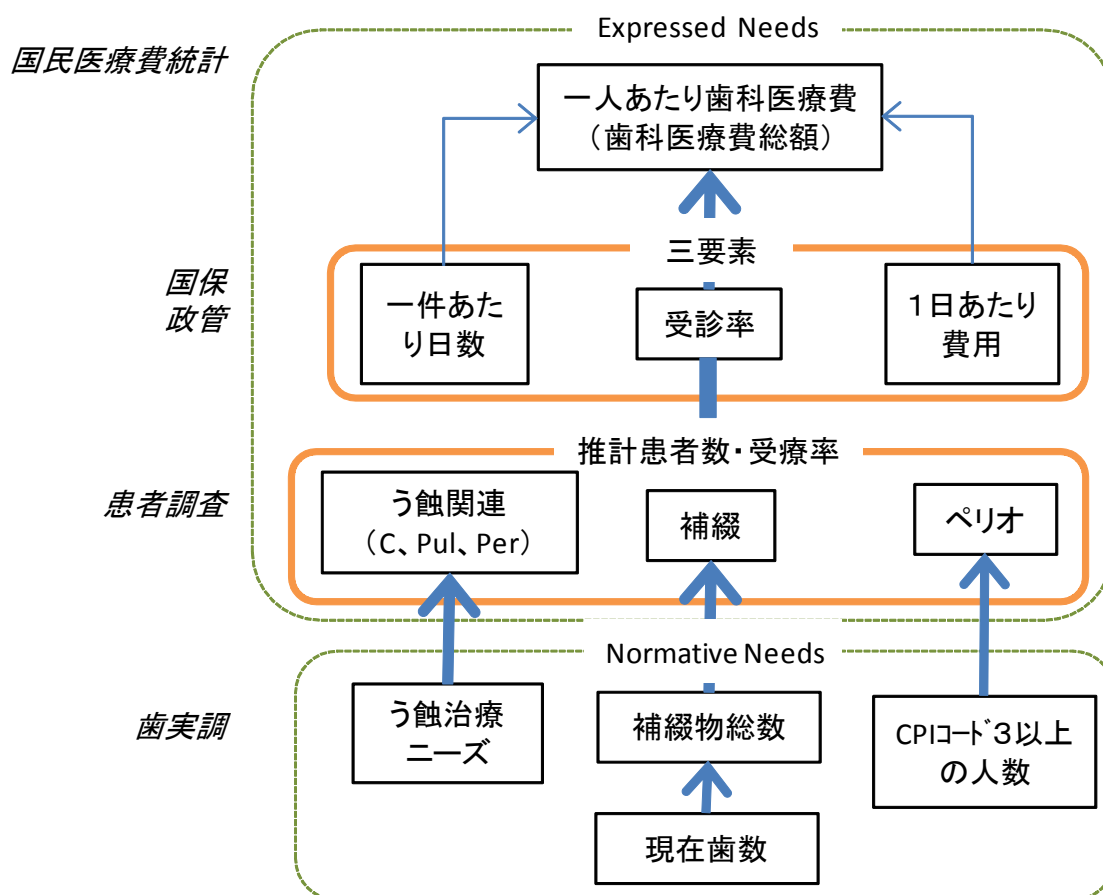 Expressed Needs
国民医療費統計
一人あたり歯科医療費
（歯科医療費総額）
三要素
国保
政管
一件あた
り日数
受診率
１日あたり
費用
推計患者数・受療率
患者調査
う蝕関連
（C、Pul、Per）
補綴
ペリオ
Normative Needs
歯実調
う蝕治療
ニーズ
補綴物総数
CPIｺｰﾄﾞ３以上
の人数
現在歯数